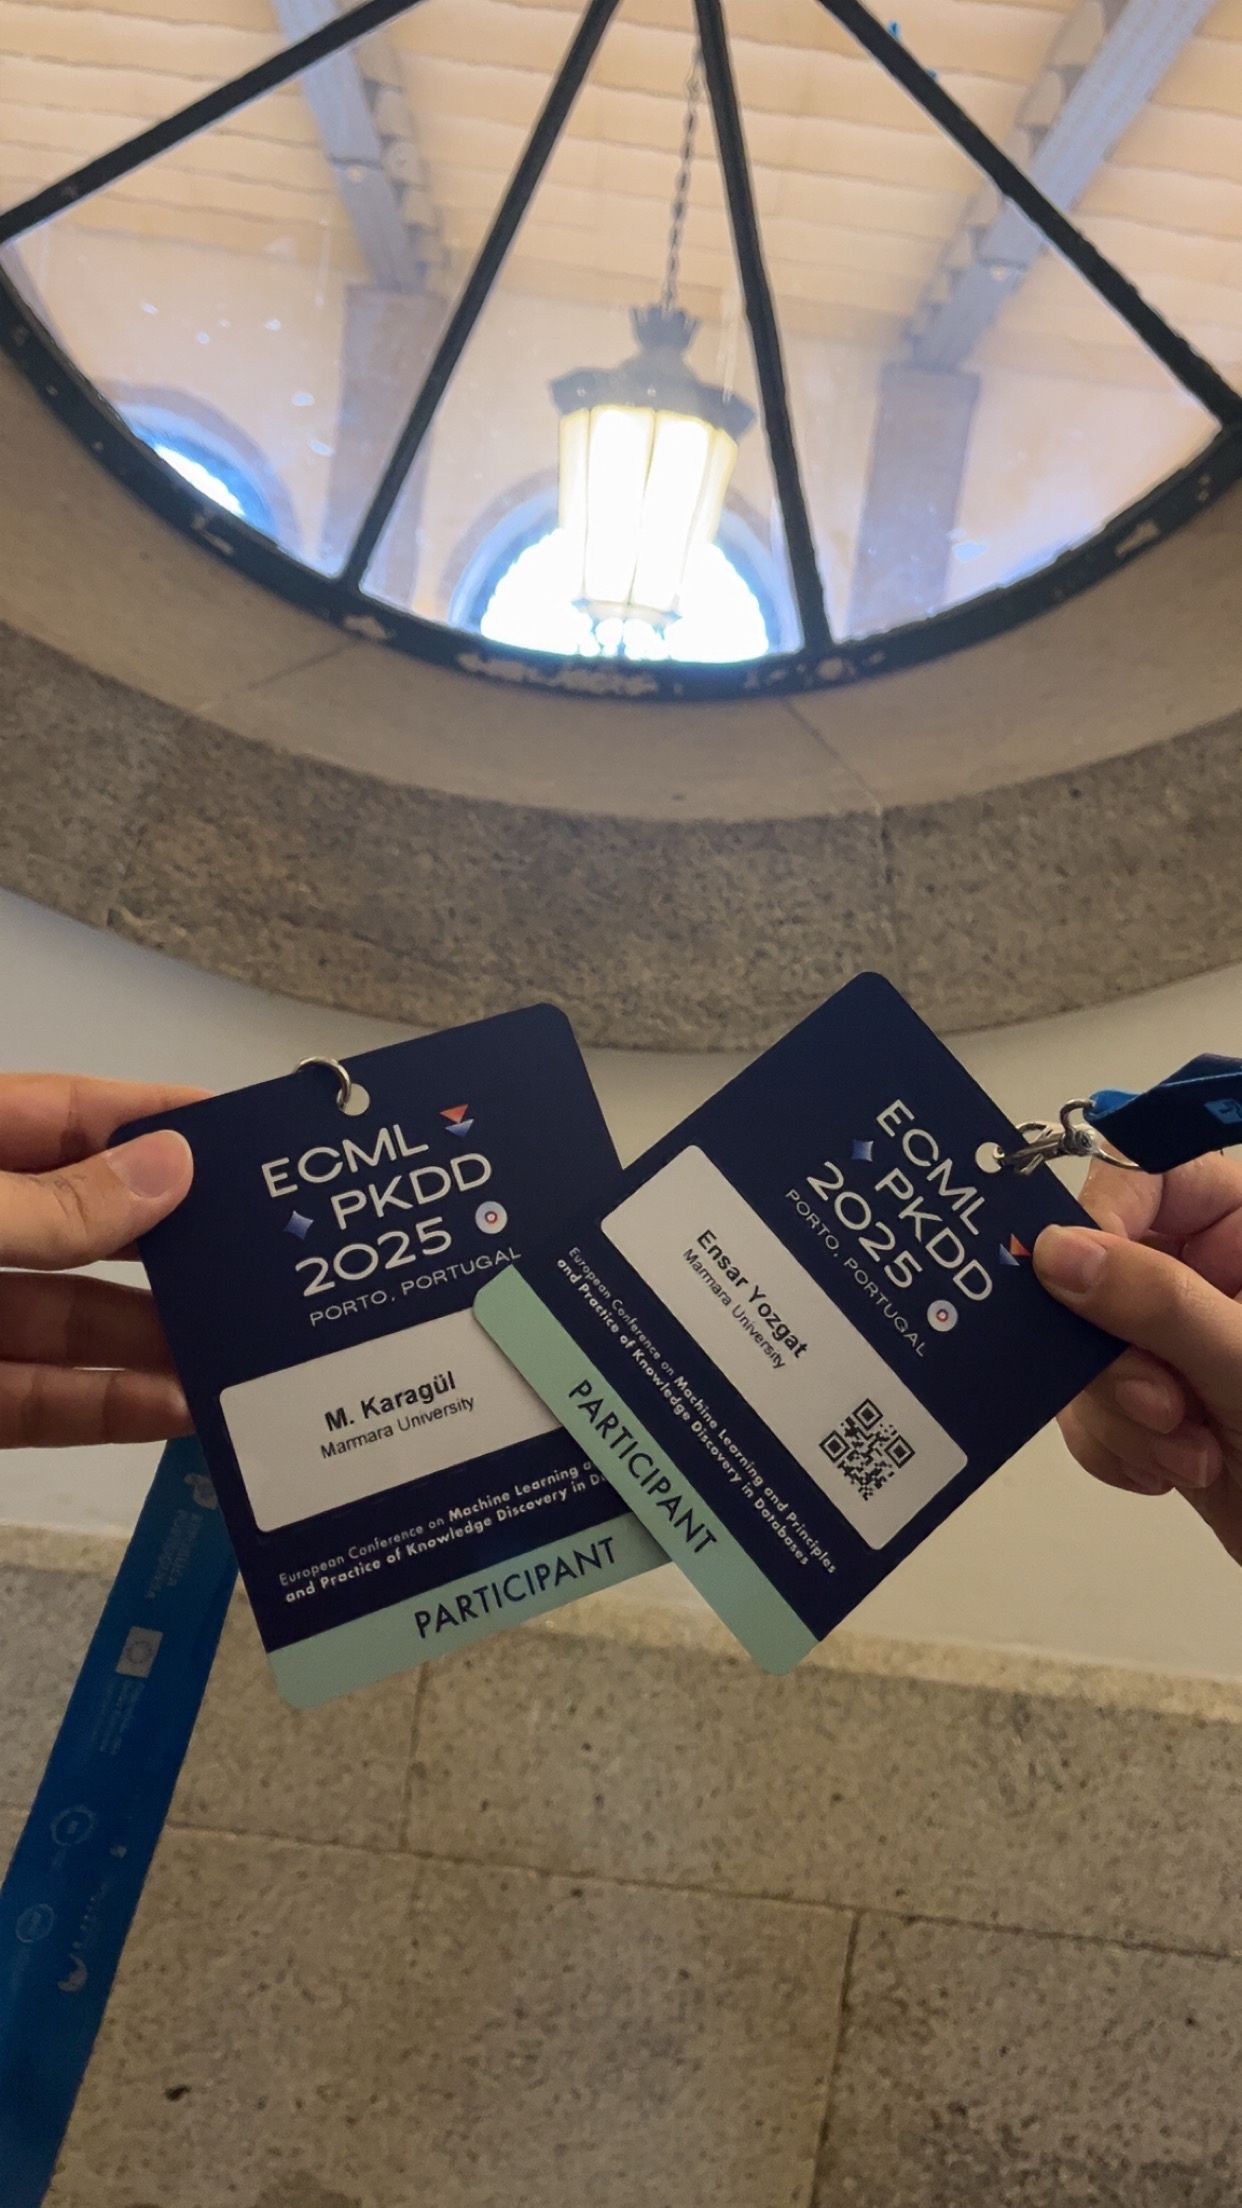 ECML
PKDD
2025
PORTO, PORTUGAL
M. Karagül
Marmara University
European Conference on Machine Learning
and Practice of Knowledge Discovery in
PARTICIPANT
ECML
PKDD
2025
PORTO, PORTUGAL
Ensar Yozgat
Marmara University
European Conference on Machine Learning and Principles
and Practice of Knowledge Discovery in Databases
PARTICIPANT
REPÚBLICA
PORTUGUESA